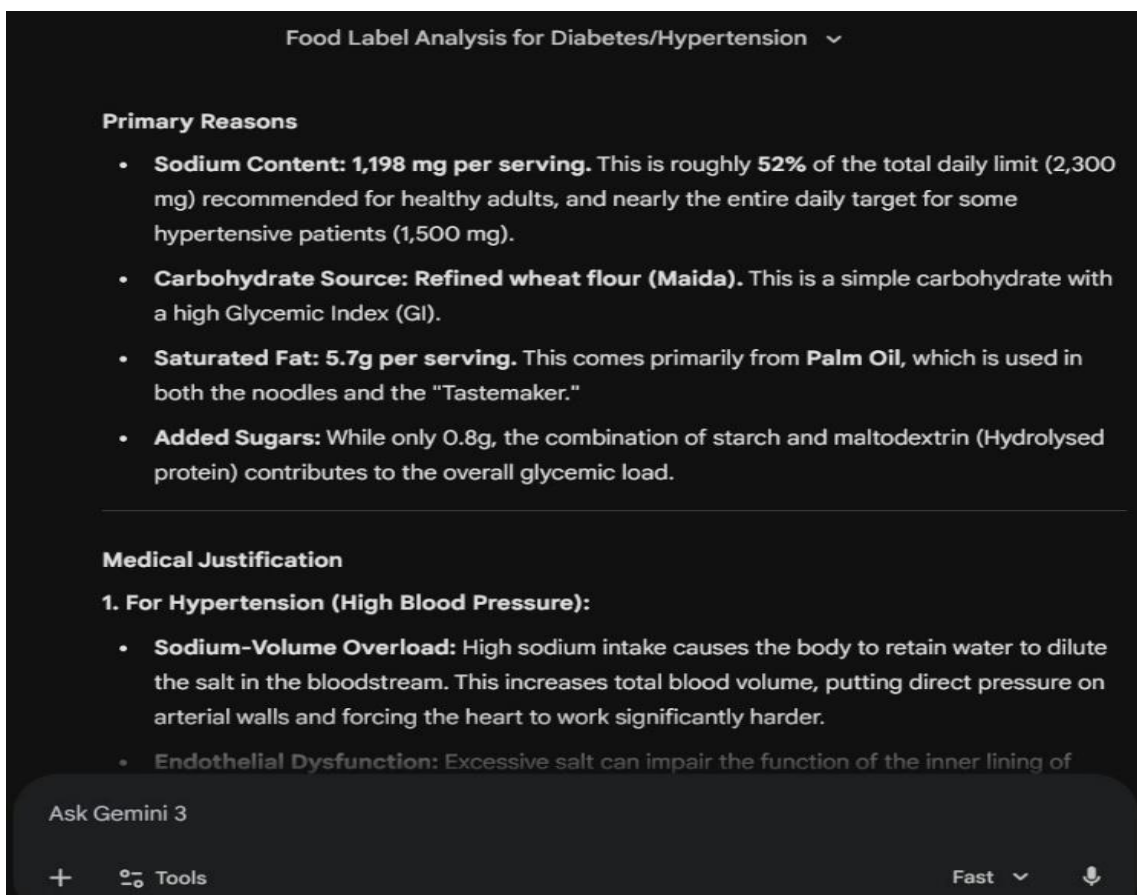 Food Label Analysis for Diabetes/Hypertension
Primary Reasons
• Sodium Content: 1,198 mg per serving. This is roughly 52% of the total daily limit (2,300
mg) recommended for healthy adults, and nearly the entire daily target for some
hypertensive patients (1,500 mg).
• Carbohydrate Source: Refined wheat flour (Maida). This is a simple carbohydrate with
a high Glycemic Index (GI).
• Saturated Fat: 5.7g per serving. This comes primarily from Palm Oil, which is used in
both the noodles and the "Tastemaker."
• Added Sugars: While only 0.8g, the combination of starch and maltodextrin (Hydrolysed
protein) contributes to the overall glycemic load.
Medical Justification
1. For Hypertension (High Blood Pressure):
• Sodium-Volume Overload: High sodium intake causes the body to retain water to dilute
the salt in the bloodstream. This increases total blood volume, putting direct pressure on
arterial walls and forcing the heart to work significantly harder.
• Endothelial Dysfunction: Excessive salt can impair the function of the inner lining of
Ask Gemini 3
Tools
Fast